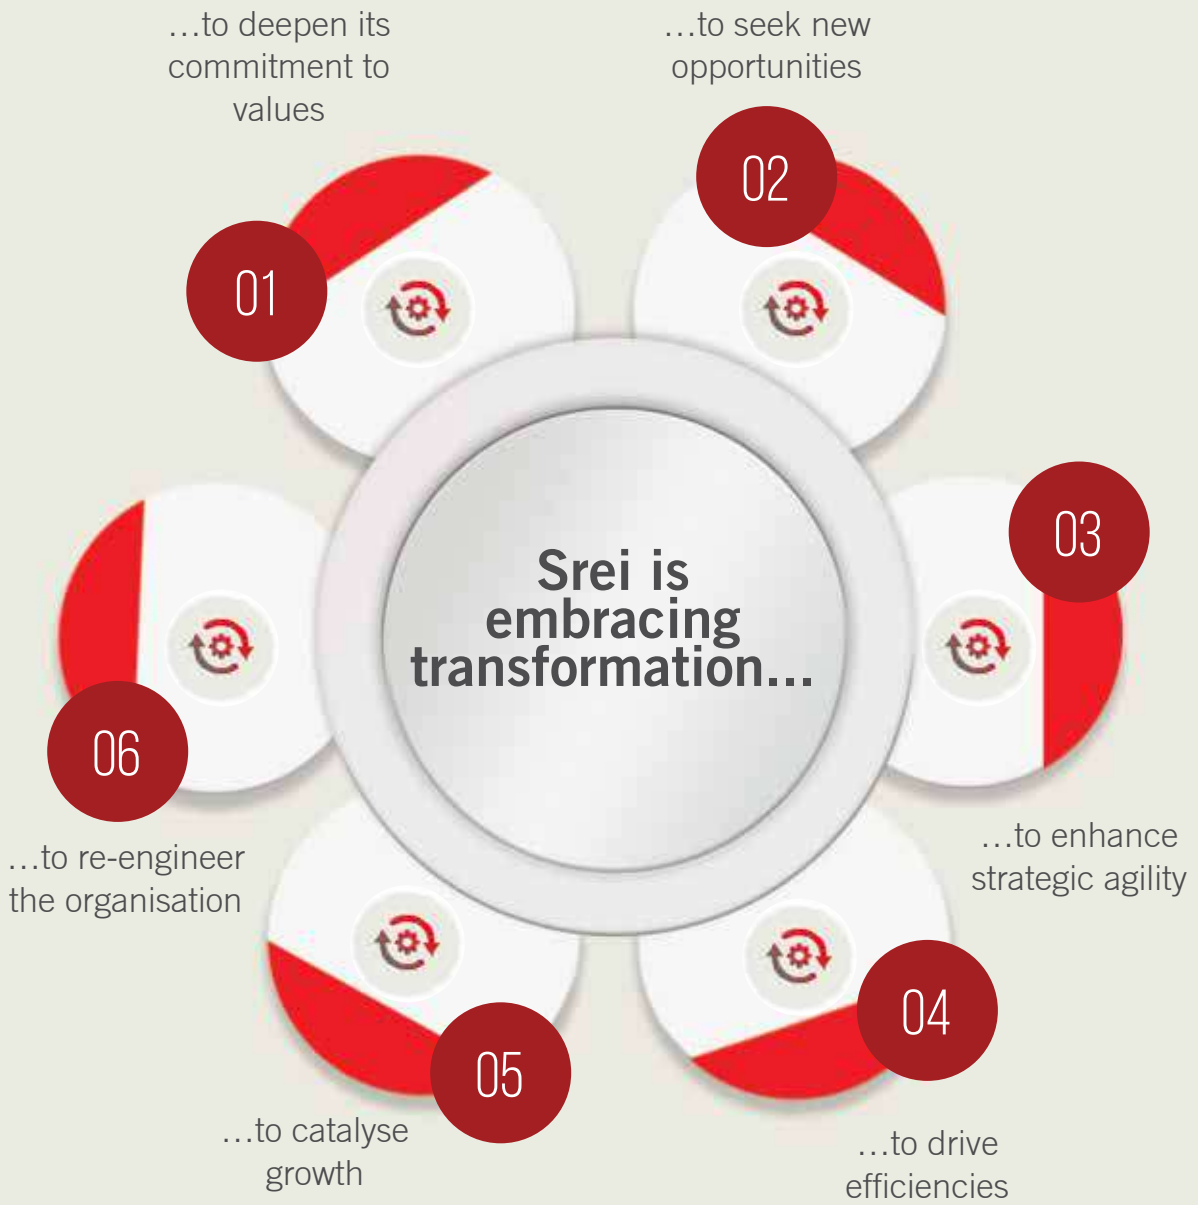 …to deepen its
commitment to
values
01
…to seek new
opportunities
02
Srei is
embracing
transformation...
03
…to enhance
strategic agility
04
…to drive
efficiencies
05
…to catalyse
growth
06
…to re-engineer
the organisation